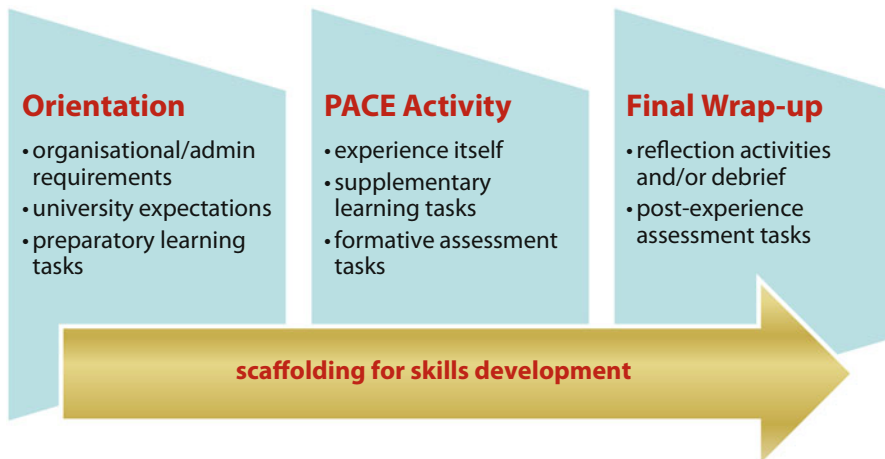 Orientation
• organisational/admin
requirements
• university expectations
• preparatory learning
tasks
PACE Activity
• experience itself
• supplementary
learning tasks
• formative assessment
tasks
Final Wrap-up
• reflection activities
and/or debrief
• post-experience
assessment tasks
scaffolding for skills development